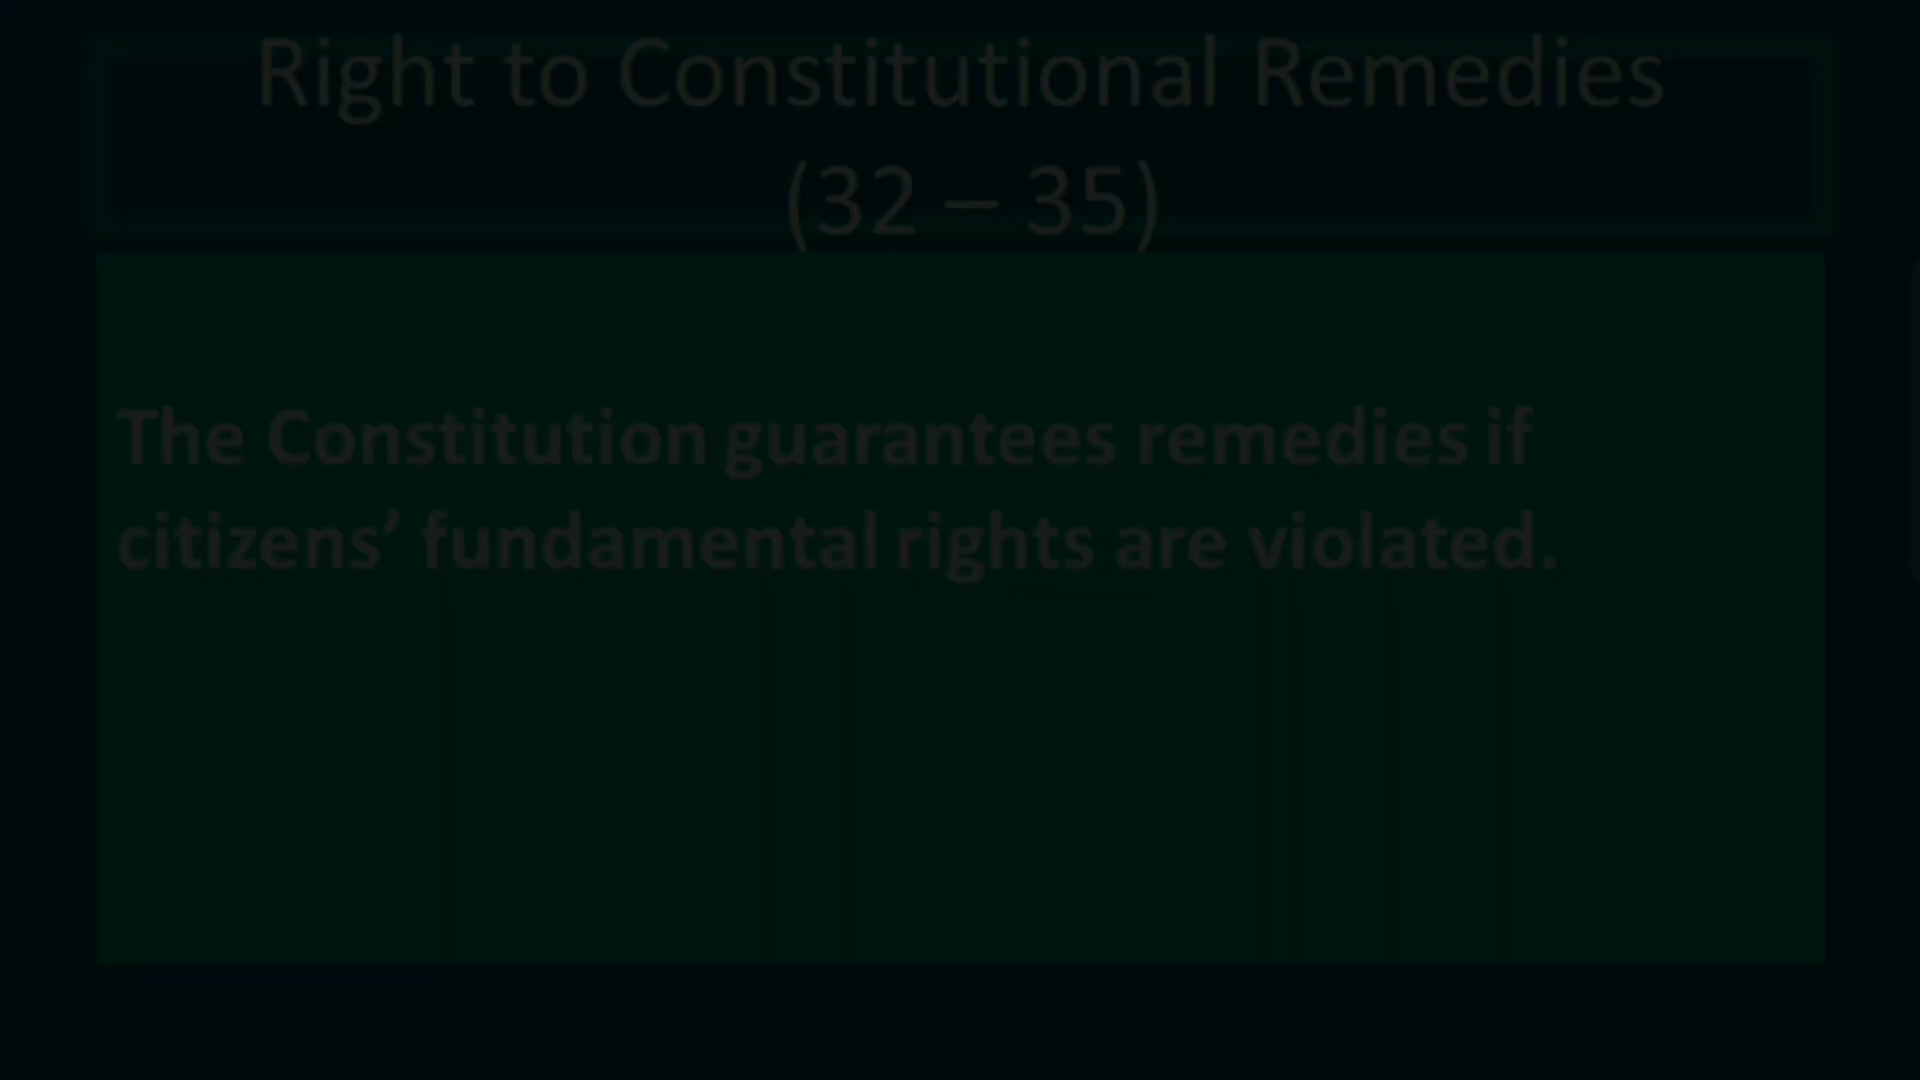 Right to Constitutional Remedies
(32 – 35)
The Constitution guarantees remedies if
citizens’ fundamental rights are violated.